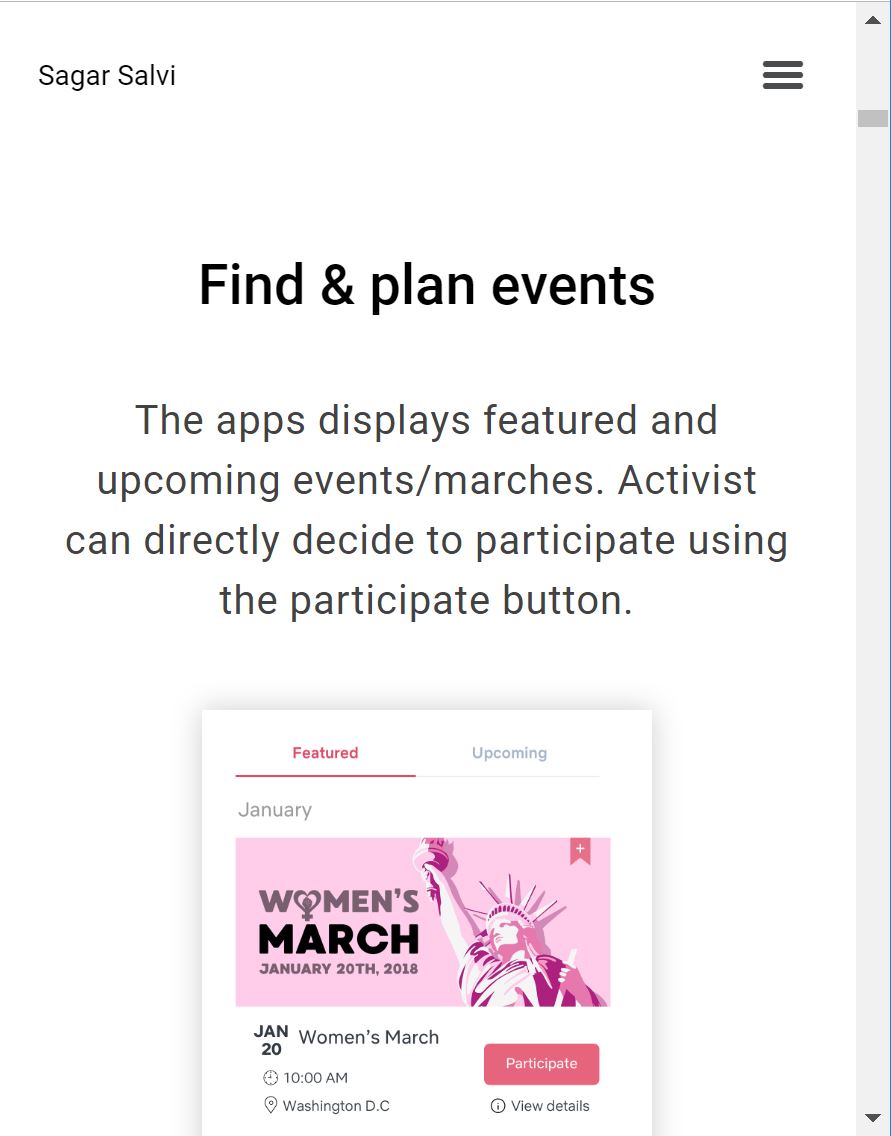 Sagar Salvi
Find & plan events
The apps displays featured and
upcoming events/marches. Activist
can directly decide to participate using
the participate button.
Featured Upcoming
January
+
WOMEN'S
MARCH
JANUARY 20TH, 2018
JAN
20
Women's March
Participate
10:00 AM
Washington D.C
View details